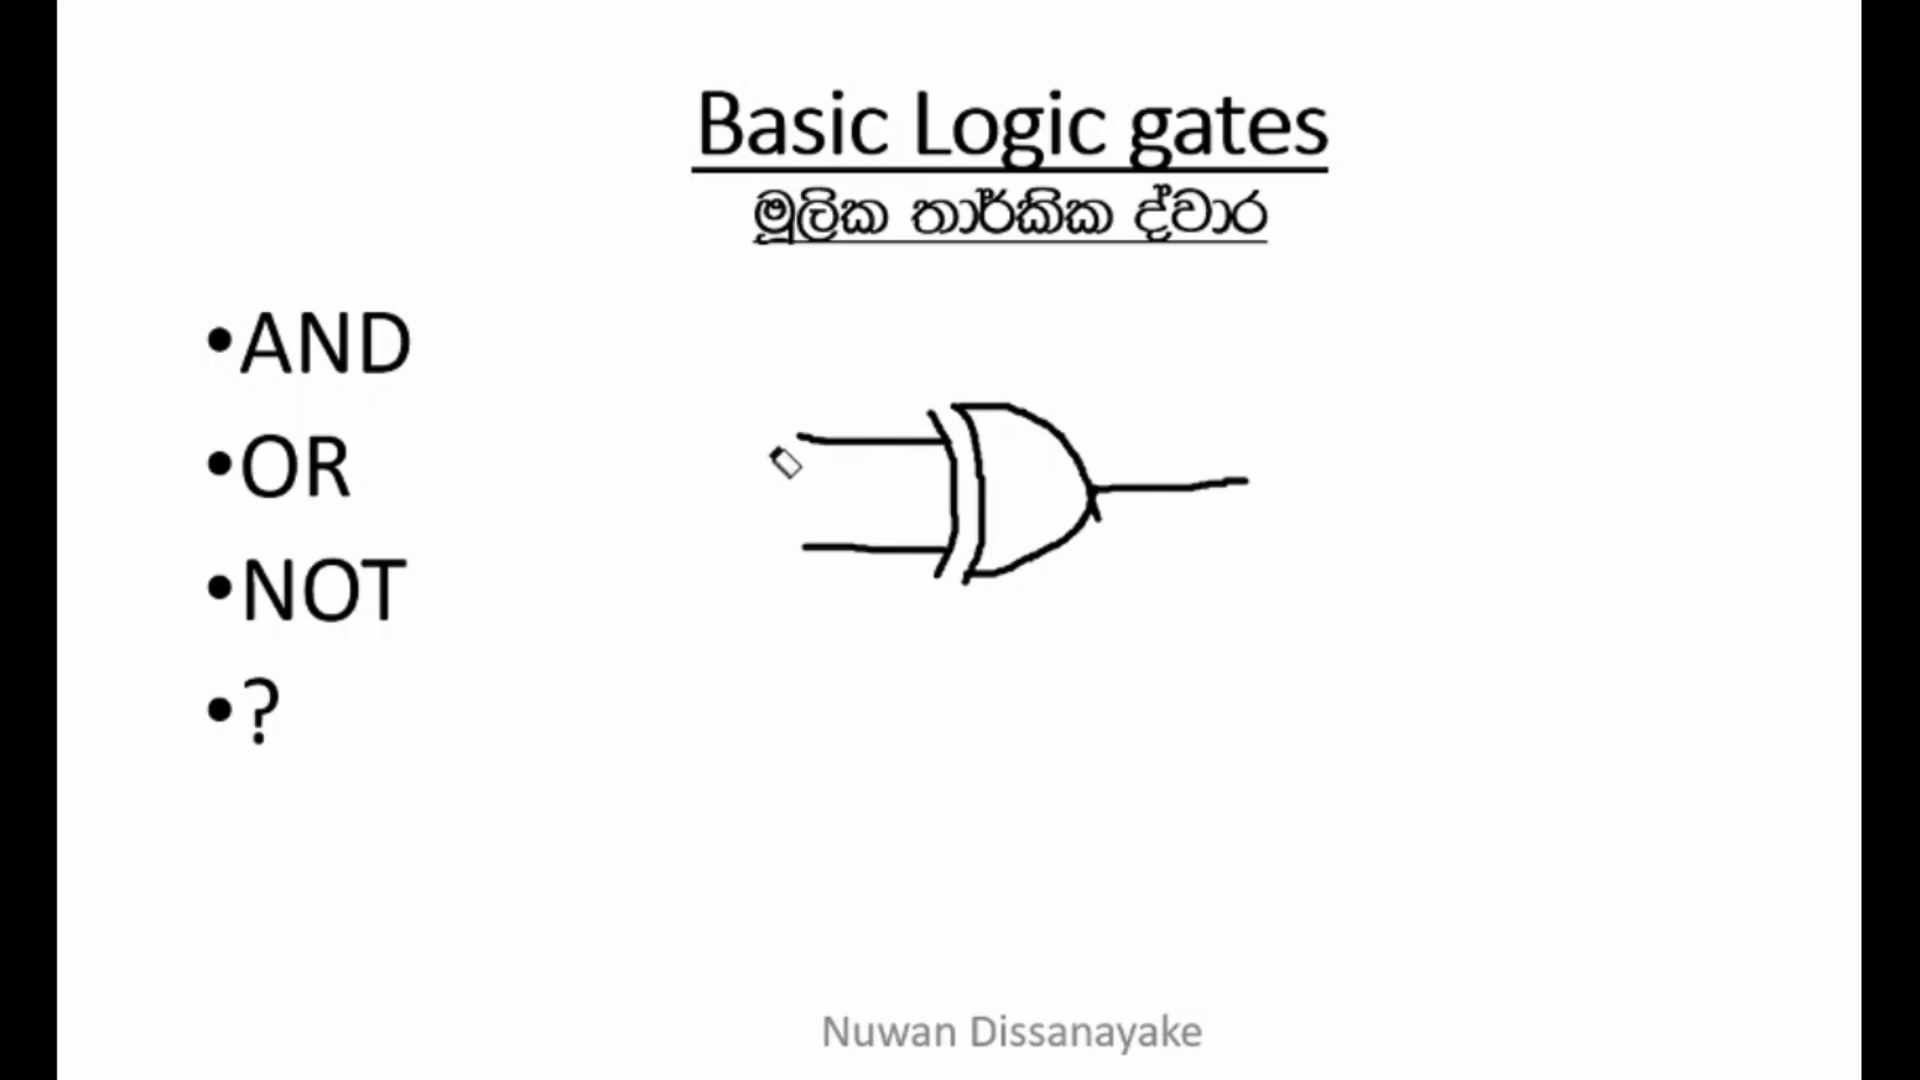 Basic Logic gates
මූලික තාර්කික ද්වාර
•AND
•OR
•NOT
•?
Nuwan Dissanayake